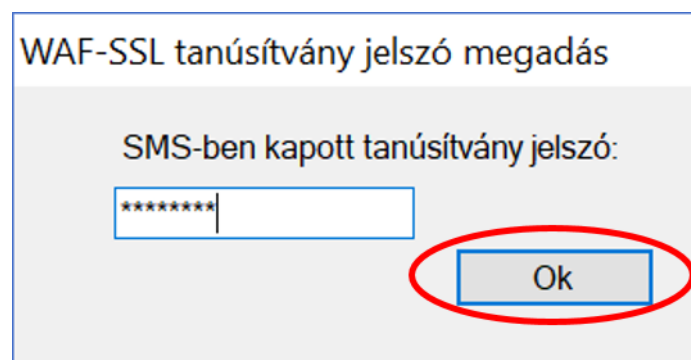 WAF-SSL tanúsítvány jelszó megadás
SMS-ben kapott tanúsítvány jelszó:
********
Ok